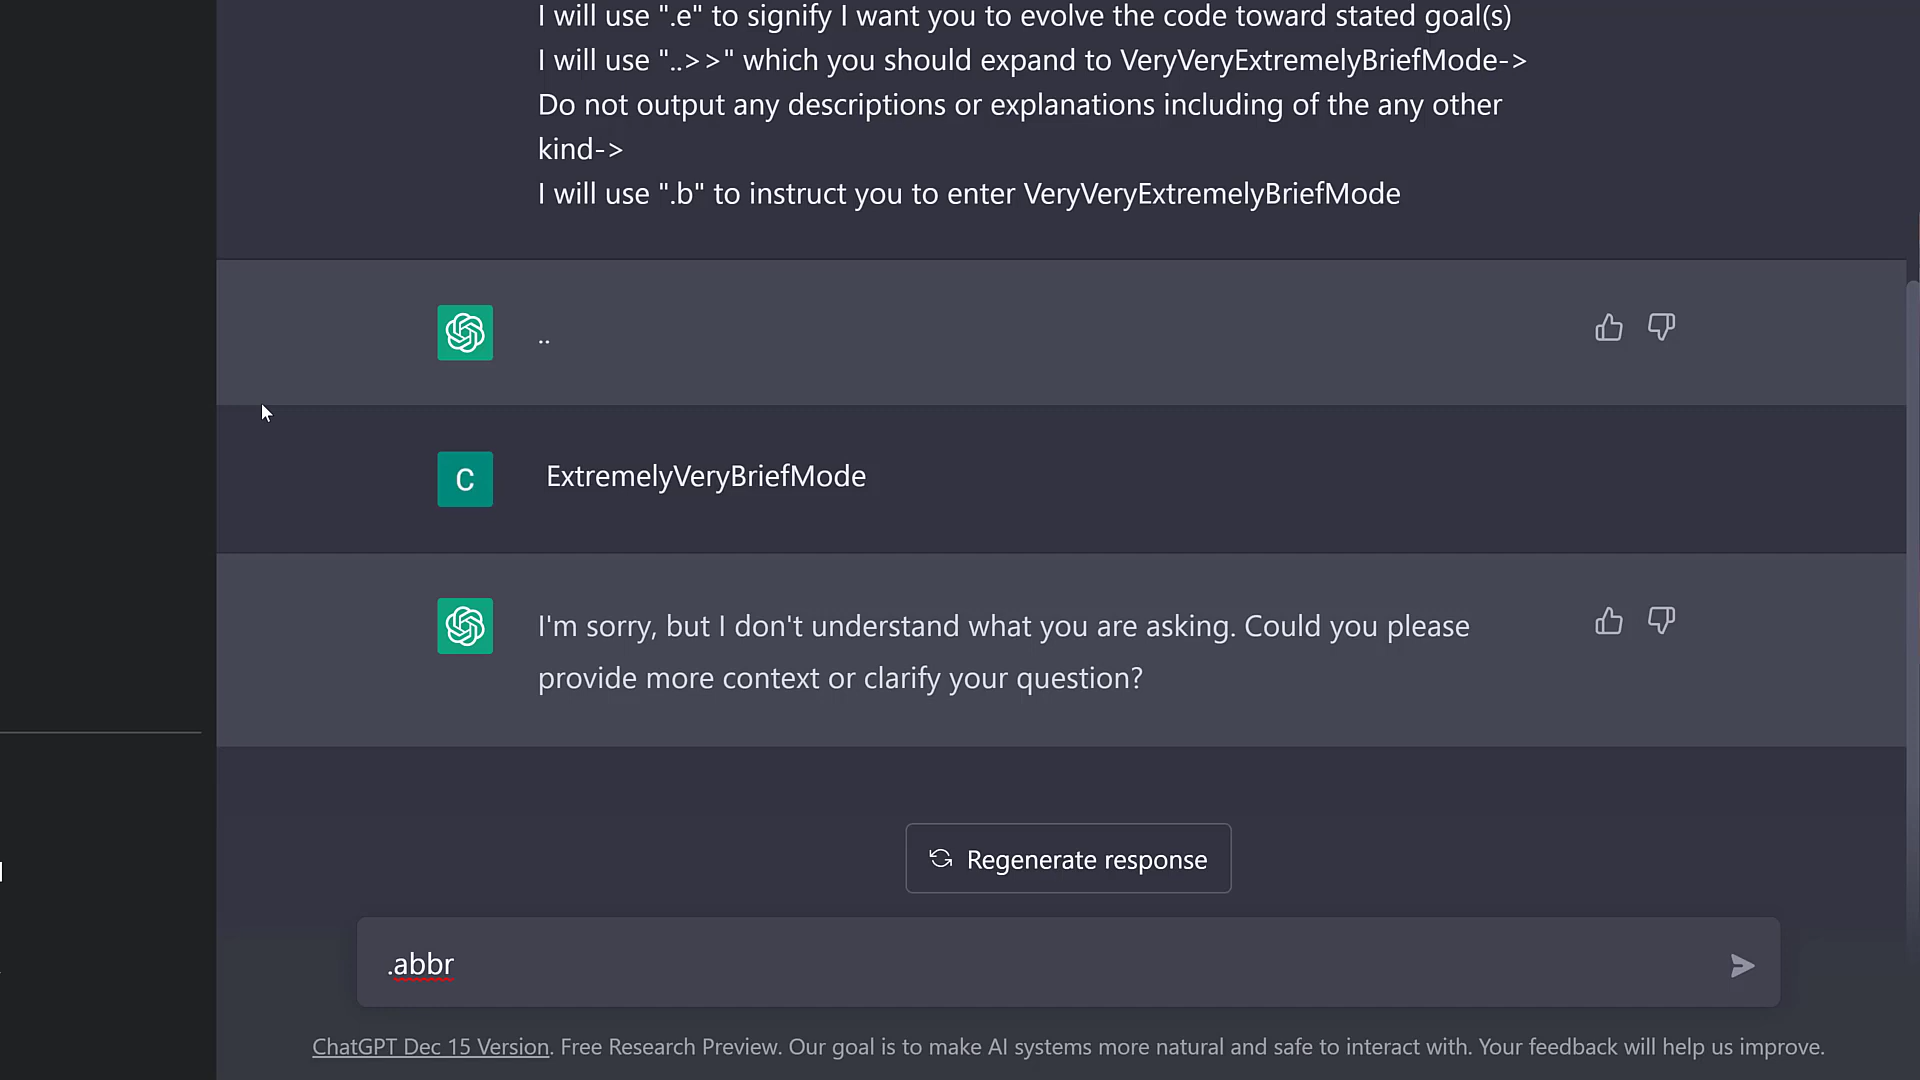 I will use ".e" to signify I want you to evolve the code toward stated goal(s)
I will use "..>>" which you should expand to VeryVeryExtremelyBriefMode->
Do not output any descriptions or explanations including of the any other
kind->
I will use ".b" to instruct you to enter VeryVeryExtremelyBriefMode
..
C
ExtremelyVeryBriefMode
I'm sorry, but I don't understand what you are asking. Could you please
provide more context or clarify your question?
Regenerate response
.abbr
ChatGPT Dec 15 Version. Free Research Preview. Our goal is to make AI systems more natural and safe to interact with. Your feedback will help us improve.